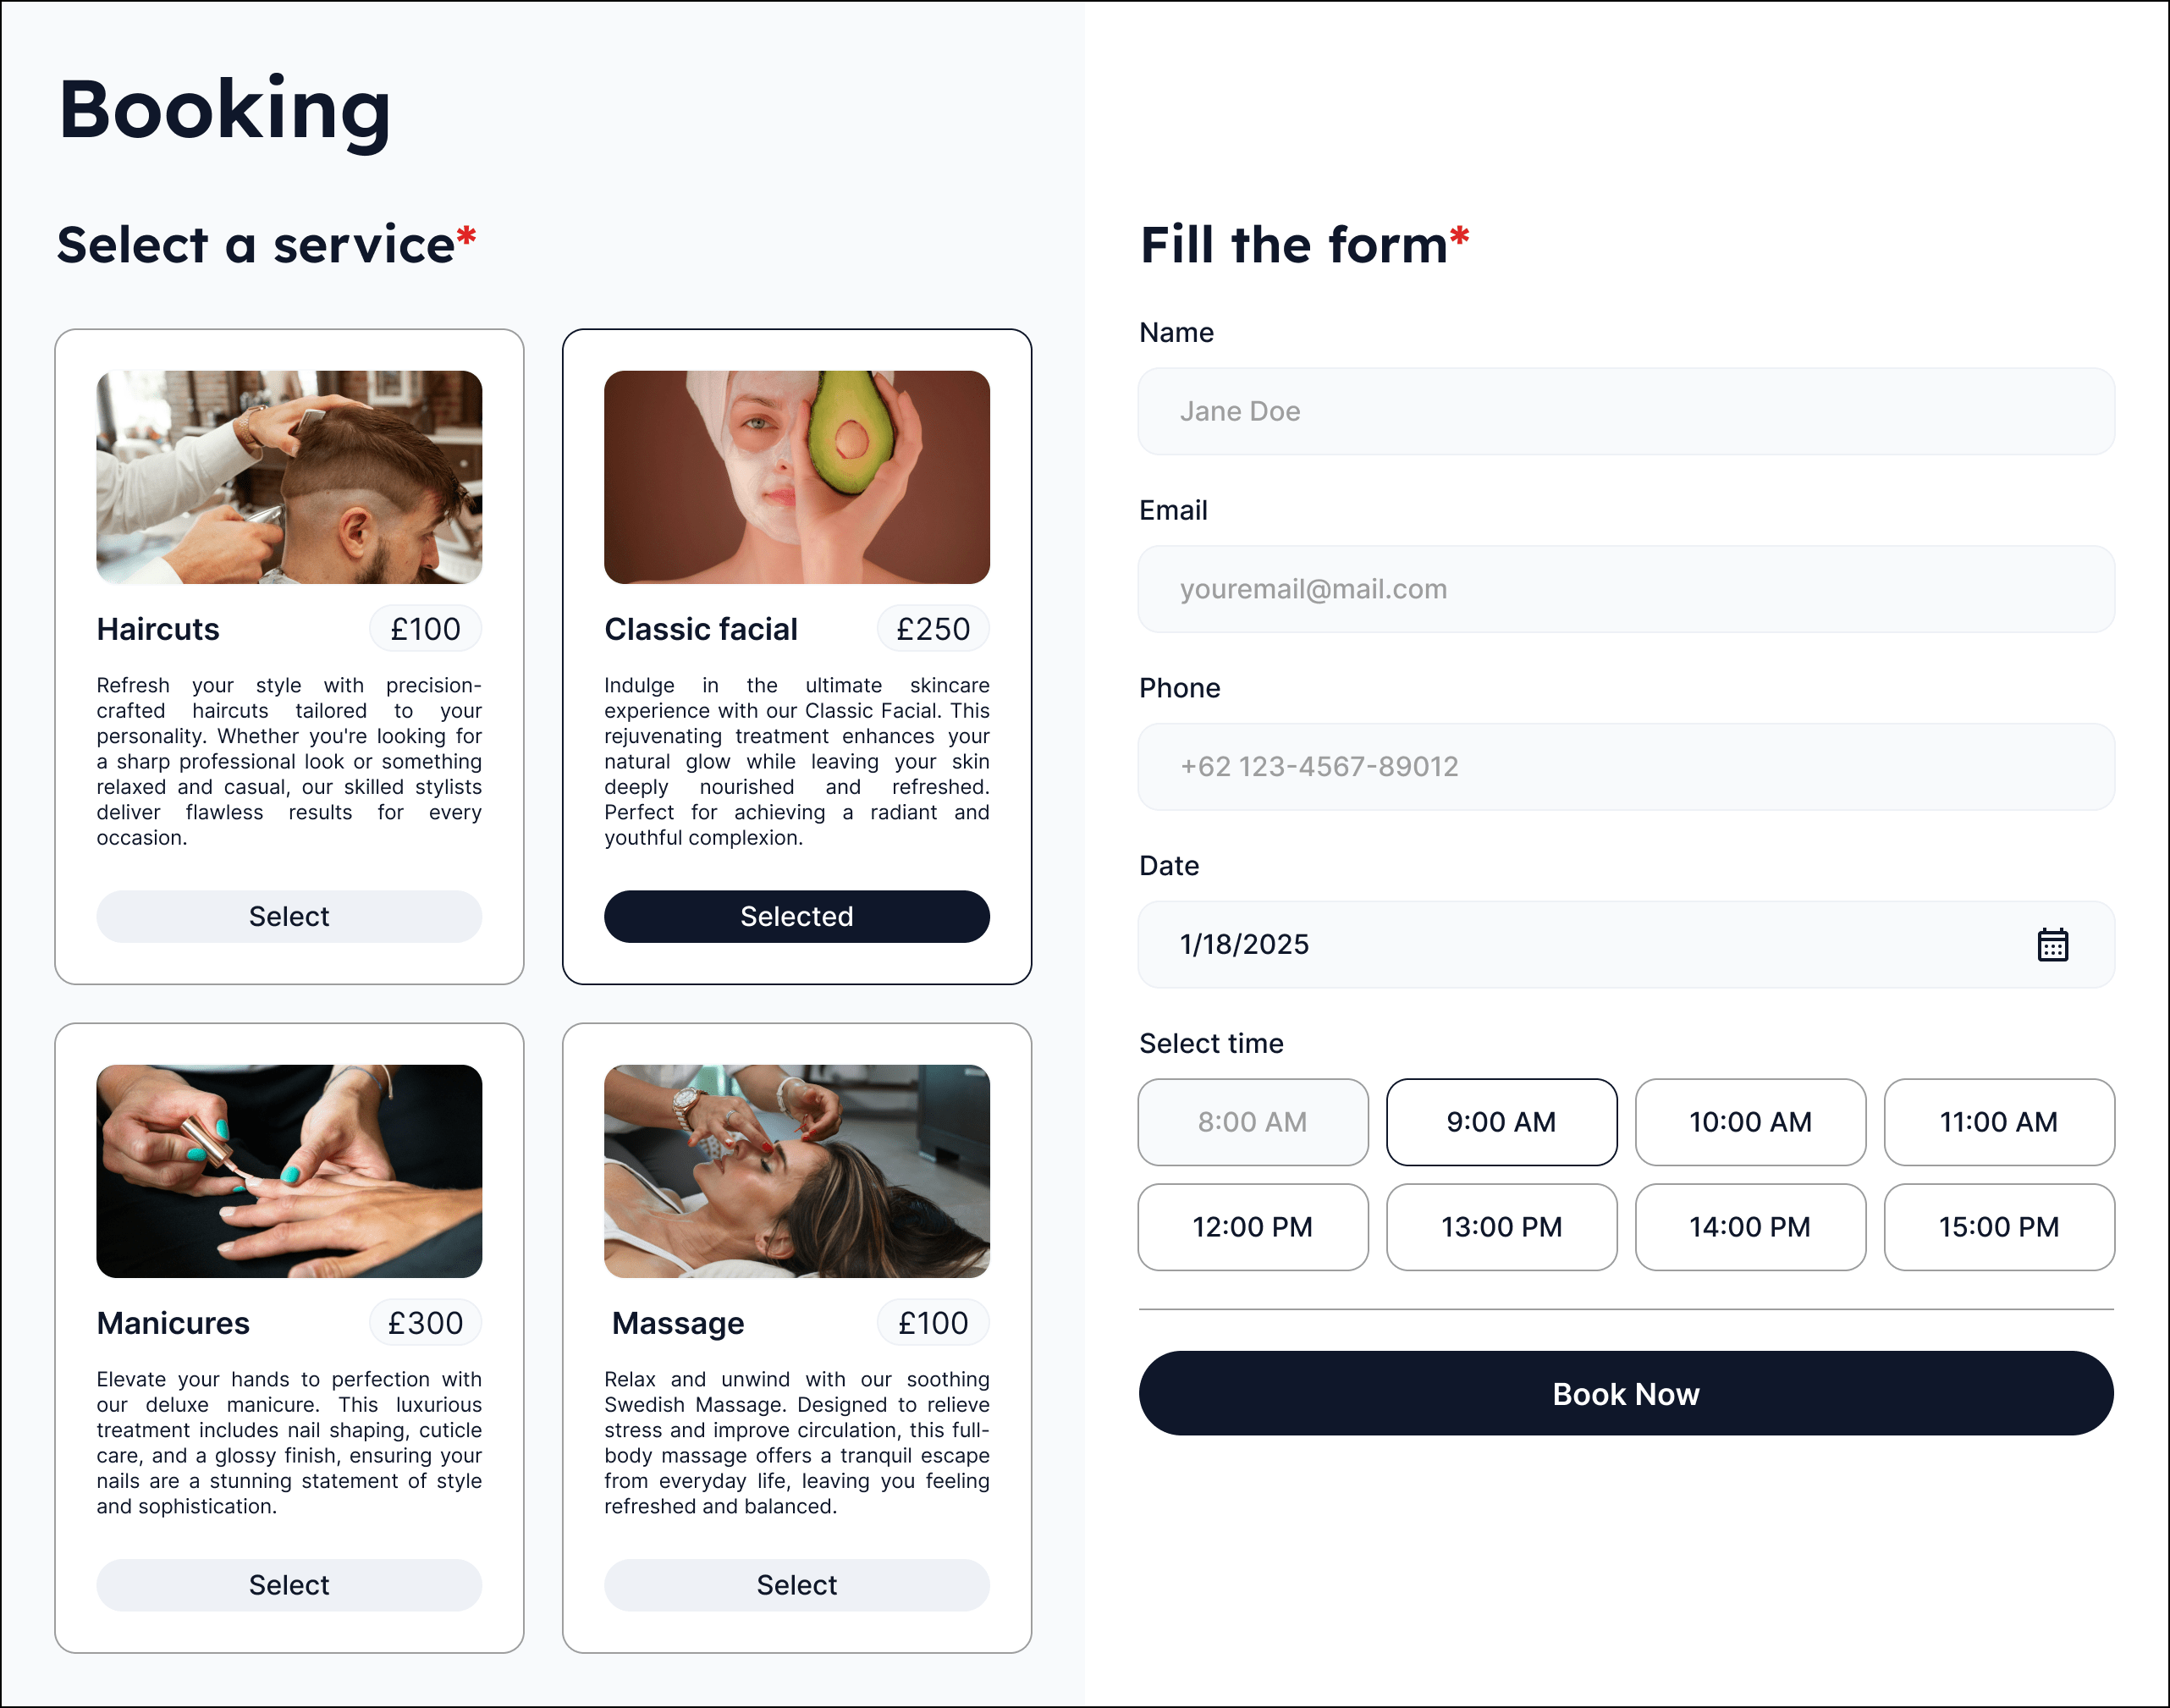 Booking
Select a service*
Haircuts £100
Refresh your style with precision-
crafted haircuts tailored to your
personality. Whether you're looking for
a sharp professional look or something
relaxed and casual, our skilled stylists
deliver flawless results for every
occasion.
Select
Classic facial £250
Indulge in the ultimate skincare
experience with our Classic Facial. This
rejuvenating treatment enhances your
natural glow while leaving your skin
deeply nourished and refreshed.
Perfect for achieving a radiant and
youthful complexion.
Selected
Manicures £300
Elevate your hands to perfection with
our deluxe manicure. This luxurious
treatment includes nail shaping, cuticle
care, and a glossy finish, ensuring your
nails are a stunning statement of style
and sophistication.
Select
Massage £100
Relax and unwind with our soothing
Swedish Massage. Designed to relieve
stress and improve circulation, this full-
body massage offers a tranquil escape
from everyday life, leaving you feeling
refreshed and balanced.
Select
Fill the form*
Name
Jane Doe
Email
youremail@mail.com
Phone
+62 123-4567-89012
Date
1/18/2025
Select time
8:00 AM 9:00 AM 10:00 AM 11:00 AM
12:00 PM 13:00 PM 14:00 PM 15:00 PM
Book Now